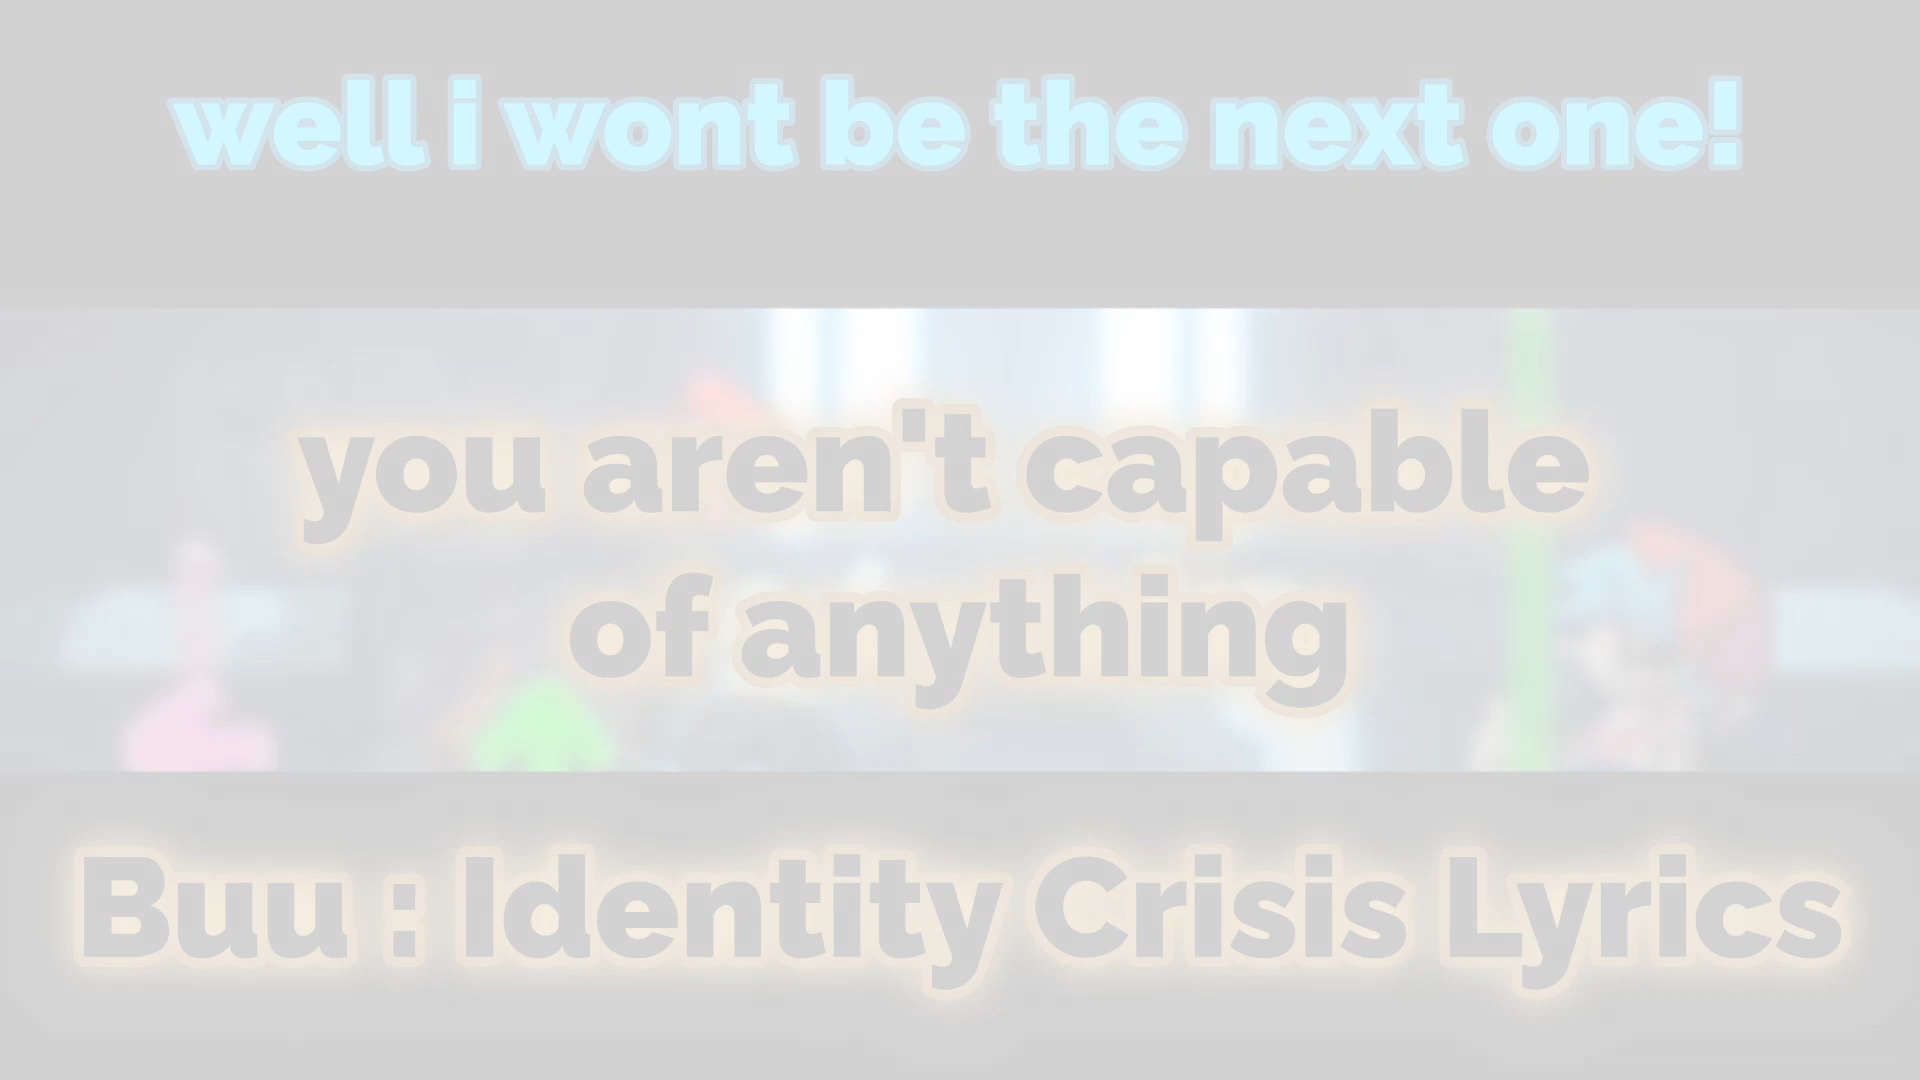 well i wont be the next one!
you aren't capable
of anything
Buu : Identity Crisis Lyrics